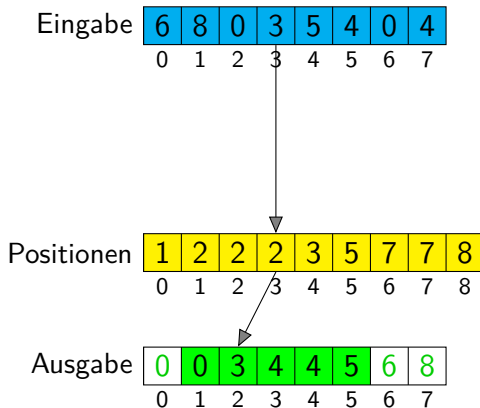 Eingabe 6 8 0 3 5 4 0 4
0 1 2 3 4 5 6 7
Positionen 1 2 2 2 3 5 7 7 8
0 1 2 3 4 5 6 7 8
Ausgabe 0 0 3 4 4 5 6 8
0 1 2 3 4 5 6 7